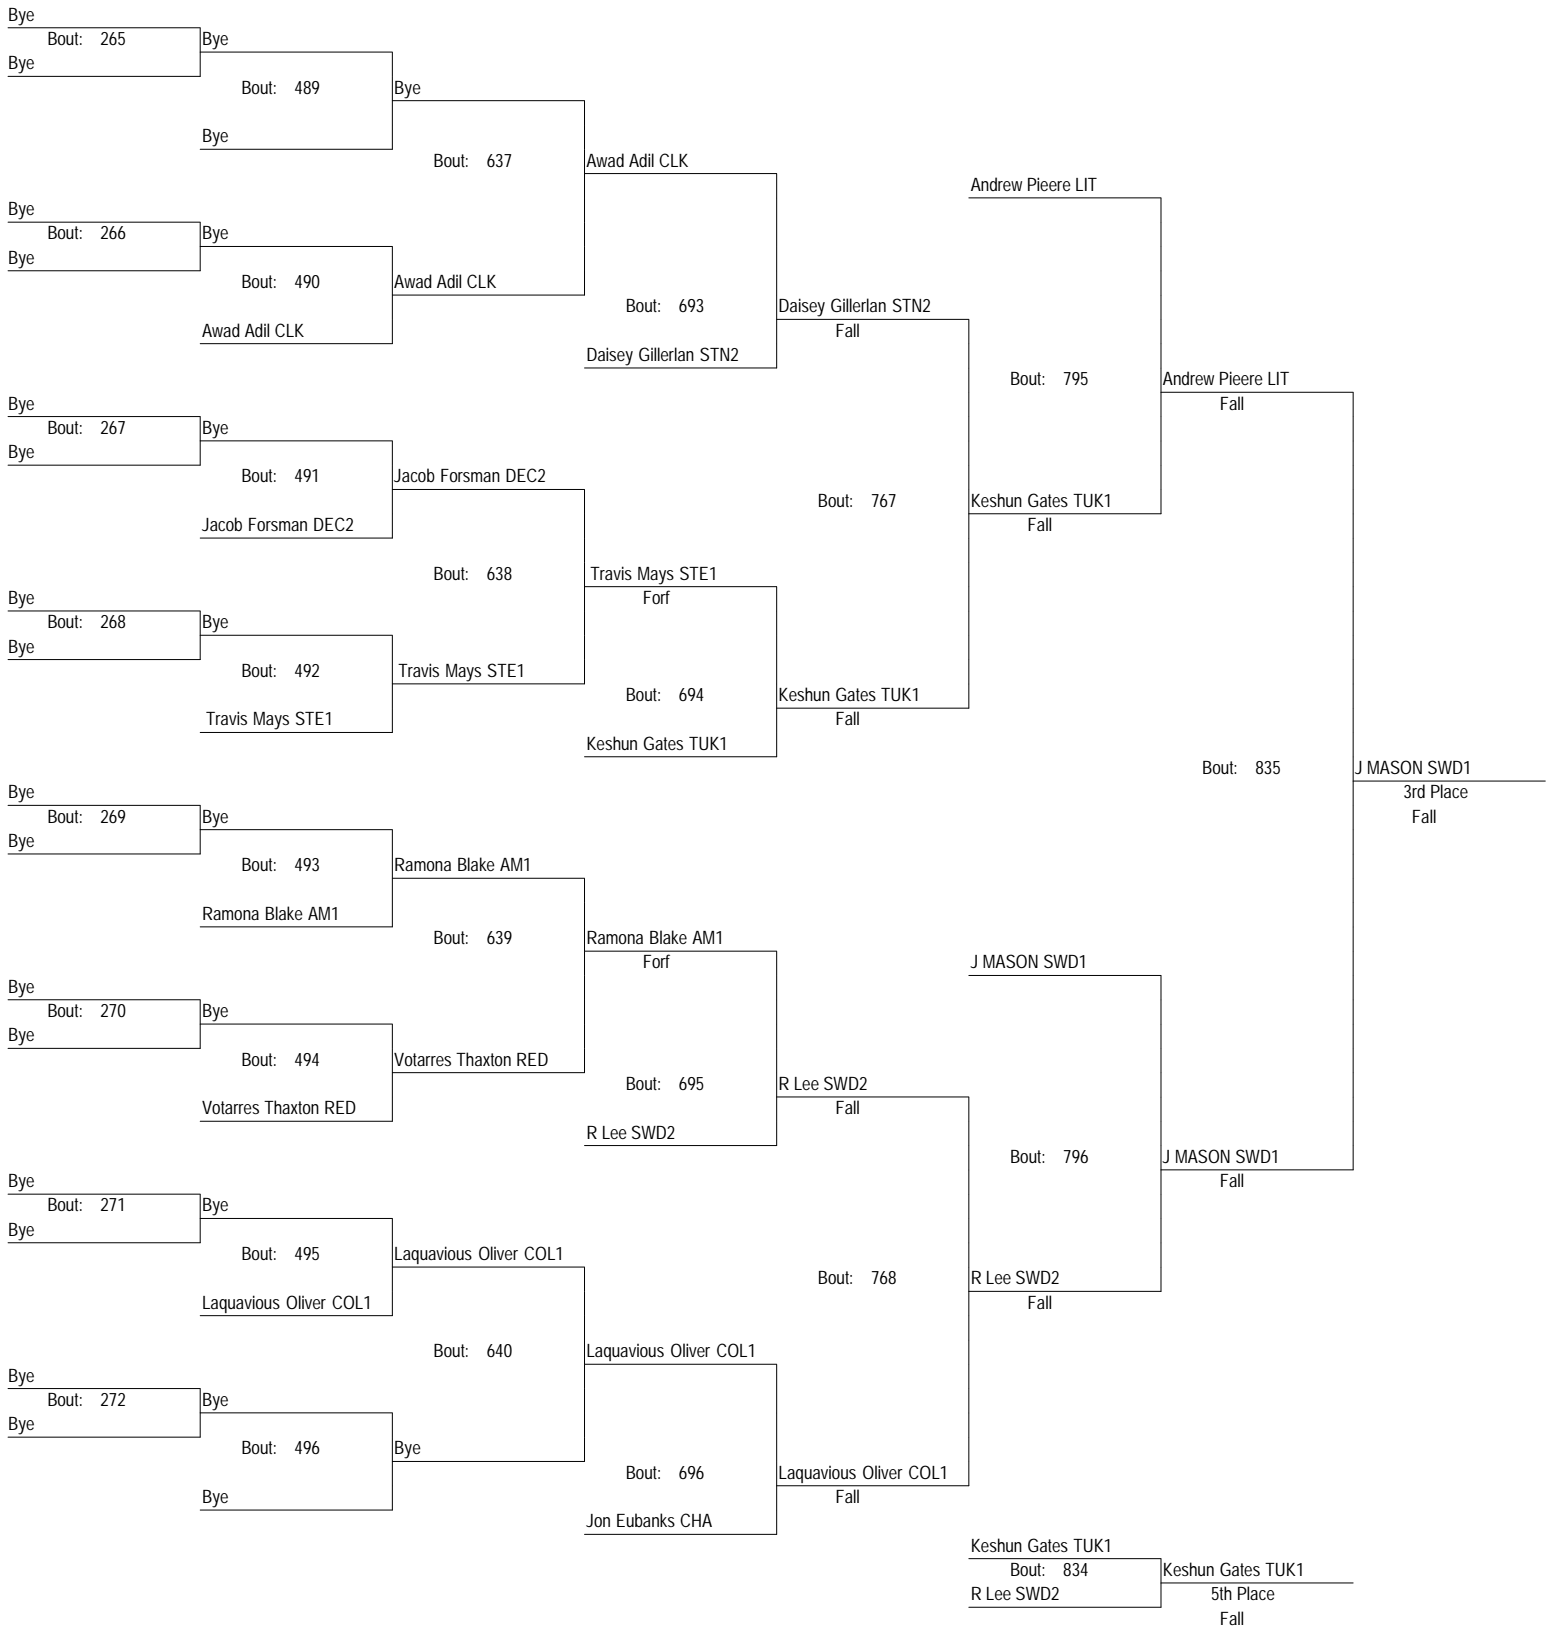 Bye
Bout: 265 Bye
Bye
Bout: 489 Bye
Bye
Bout: 637 Awad Adil CLK
Andrew Pieere LIT
Bye
Bout: 266 Bye
Bye
Bout: 490 Awad Adil CLK
Bout: 693 Daisey Gillerlan STN2
Awad Adil CLK
Fall
Daisey Gillerlan STN2
Bout: 795 Andrew Pieere LIT
Bye
Fall
Bout: 267 Bye
Bye
Bout: 491 Jacob Forsman DEC2
Bout: 767 Keshun Gates TUK1
Jacob Forsman DEC2
Fall
Bout: 638 Travis Mays STE1
Bye
Forf
Bout: 268 Bye
Bye
Bout: 492 Travis Mays STE1
Bout: 694 Keshun Gates TUK1
Travis Mays STE1
Fall
Keshun Gates TUK1
Bout: 835 J MASON SWD1
Bye
3rd Place
Bout: 269 Bye
Fall
Bye
Bout: 493 Ramona Blake AM1
Ramona Blake AM1
Bout: 639 Ramona Blake AM1
Forf
J MASON SWD1
Bye
Bout: 270 Bye
Bye
Bout: 494 Votarres Thaxton RED
Bout: 695 R Lee SWD2
Votarres Thaxton RED
Fall
R Lee SWD2
Bout: 796 J MASON SWD1
Bye
Fall
Bout: 271 Bye
Bye
Bout: 495 Laquavious Oliver COL1
Bout: 768 R Lee SWD2
Laquavious Oliver COL1
Fall
Bout: 640 Laquavious Oliver COL1
Bye
Bout: 272 Bye
Bye
Bout: 496 Bye
Bout: 696 Laquavious Oliver COL1
Bye
Fall
Jon Eubanks CHA
Keshun Gates TUK1
Bout: 834 Keshun Gates TUK1
R Lee SWD2
5th Place
Fall